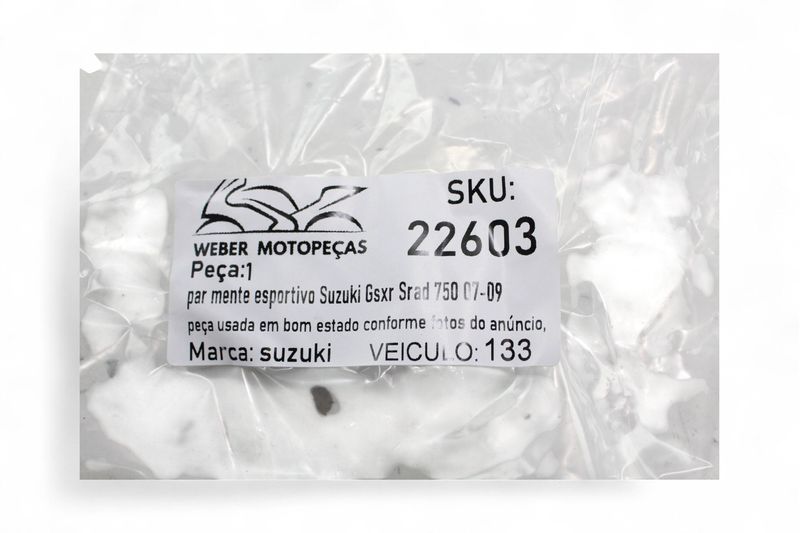 SKU:
22603
WEBER MOTOPEÇAS
Peça:1
par mente esportivo Suzuki Gsxr Srad 750 07-09
peça usada em bom estado conforme fotos do anúncio,
Marca: suzuki VEICULO: 133